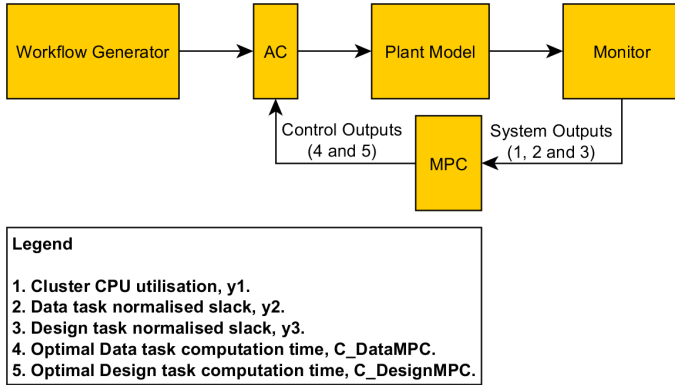 Workflow Generator
AC
Plant Model
Monitor
Control Outputs
(4 and 5)
MPC
System Outputs
(1, 2 and 3)
Legend
1. Cluster CPU utilisation, y1.
2. Data task normalised slack, y2.
3. Design task normalised slack, y3.
4. Optimal Data task computation time, C_DataMPC.
5. Optimal Design task computation time, C_DesignMPC.